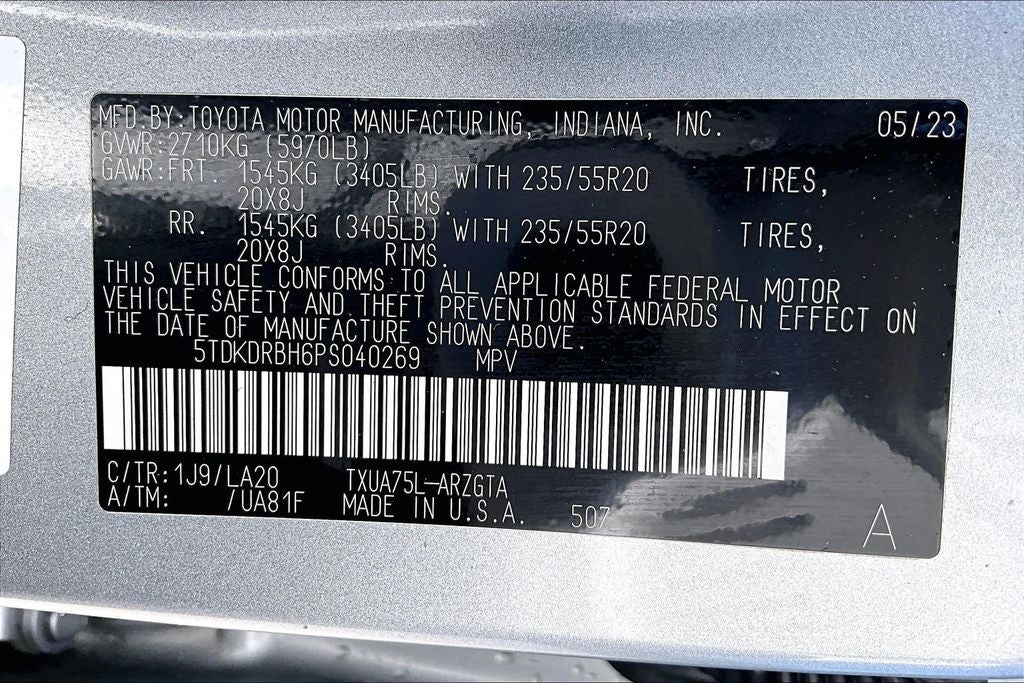 MFD.BY:TOYOTA MOTOR MANUFACTURING, INDIANA, INC. 05/23
GVWR:2710KG (5970LB)
GAWR:FRT. 1545KG (3405LB) WITH 235/55R20 TIRES,
20X8J RIMS.
RR. 1545KG (3405LB) WITH 235/55R20 TIRES,
20X8J RIMS.
THIS VEHICLE CONFORMS TO ALL APPLICABLE FEDERAL MOTOR
VEHICLE SAFETY AND THEFT PREVENTION STANDARDS IN EFFECT ON
THE DATE OF MANUFACTURE SHOWN ABOVE.
5TDKDRBH6PS040269 MPV
C/TR:1J9/LA20 TXUA75L-ARZGTA
A/TM: /UA81F MADE IN U.S.A. 507 A